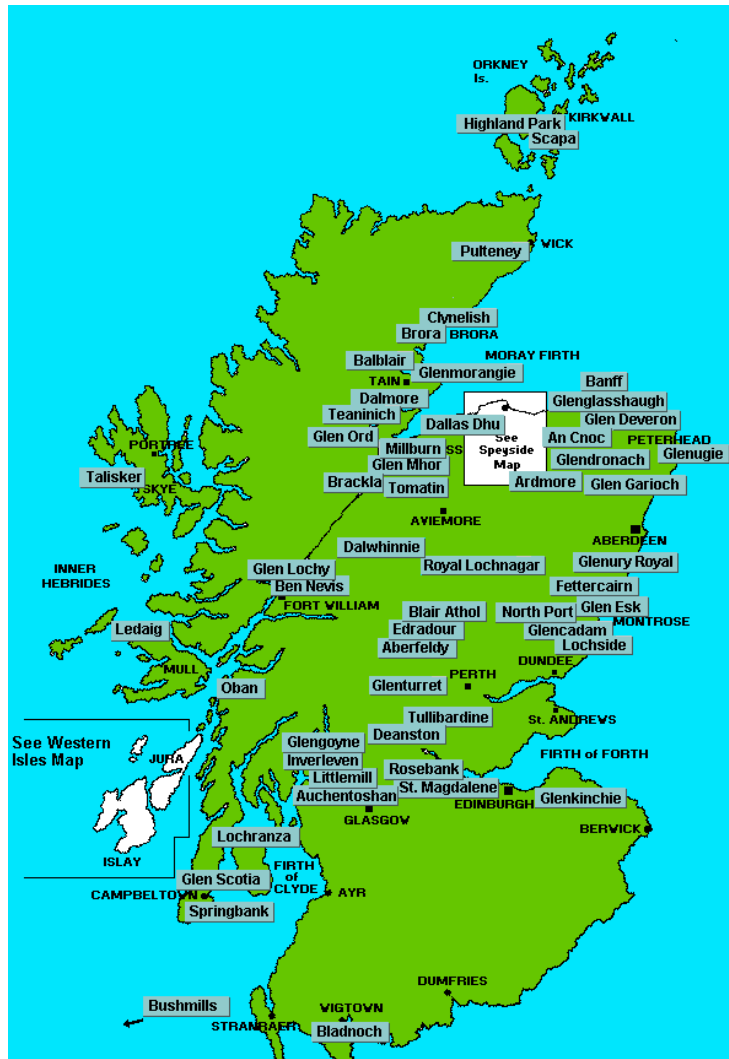 ORKNEY
Is.
KIRKWALL
Highland Park
Scapa
Pulteney
WICK
Clynelish
Brora
BRORA
MORAY FIRTH
Balblair
Glenmorangie
TAIN
Banff
Dalmore
Glenglasshaugh
Teaninich
Dallas Dhu
Glen Deveron
Glen Ord
See
Speyside
Map
An Cnoc
PETERHEAD
PORTREE
Millburn
SS
Glendronach
Glenugie
Glen Mhor
Talisker
SKYE
Brackla
Tomatin
Ardmore
Glen Garioch
AVIEMORE
ABERDEEN
Dalwhinnie
INNER
HEBRIDES
Glen Lochy
Royal Lochnagar
Glenury Royal
Ben Nevis
Fettercairn
FORT WILLIAM
Blair Athol
North Port
Glen Esk
MONTROSE
Ledaig
Edradour
Glencadam
Aberfeldy
Lochside
MULL
DUNDEE
Oban
Glenturret
PERTH
Tullibardine
St. ANDREWS
See Western
Isles Map
Glengoyne
Deanston
JURA
Inverleven
FIRTH of FORTH
Littlemill
Rosebank
Auchentoshan
St. Magdalene
EDINBURGH
Glenkinchie
GLASGOW
BERWICK
Lochranza
ISLAY
FIRTH
of
CLYDE
Glen Scotia
CAMPBELTOWN
AYR
Springbank
DUMFRIES
Bushmills
WIGTOWN
STRANRAER
Bladnoch